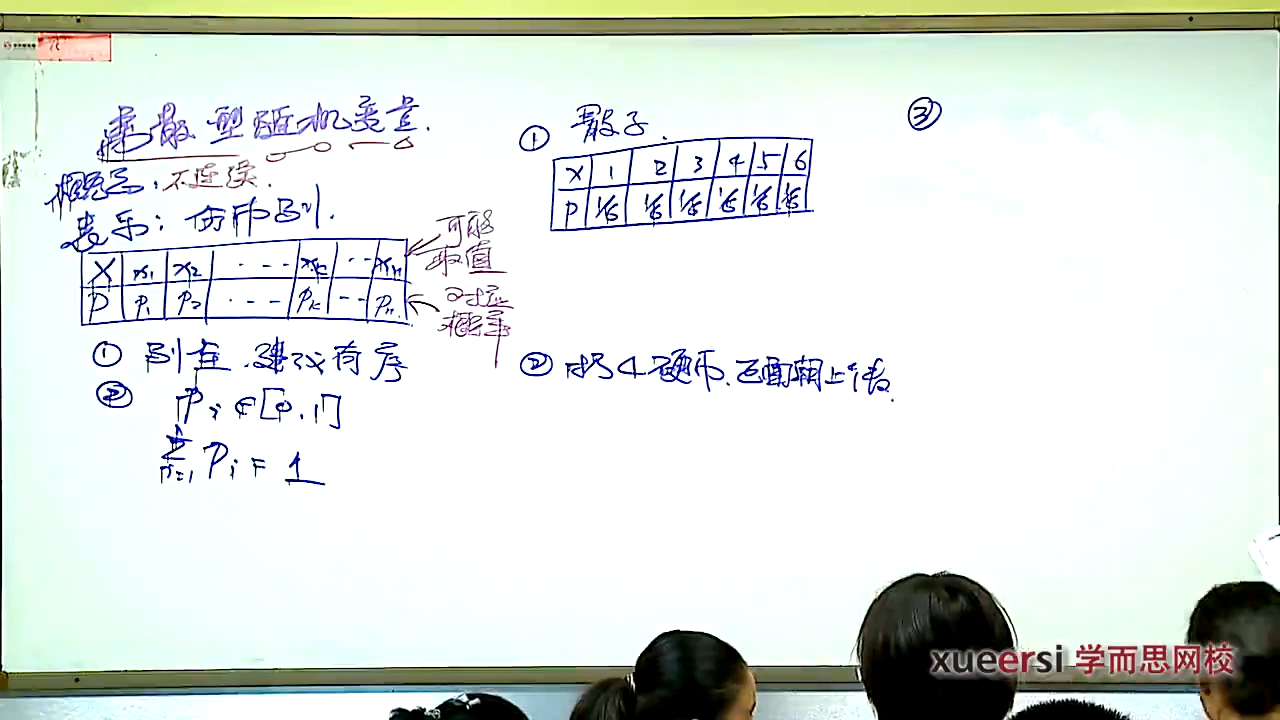 离散型随机变量.
概念: 不连续.
表示: 分布列.
X x₁ x₂ ---- xₖ -- xₙ
P p₁ p₂ ---- pₖ -- pₙ
可能
取值
对应
概率
① 列全.建议有序
② Pᵢ∈[0,1]
∑ Pᵢ = 1
① 骰子.
X 1 2 3 4 5 6
P 1/6 1/6 1/6 1/6 1/6 1/6
② 扔4硬币.正面朝上个数.
③
xueersi 学而思网校